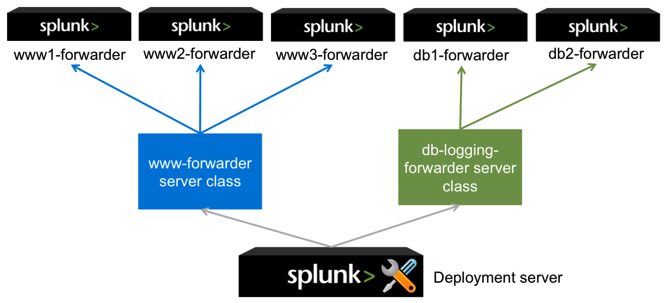 splunk>
splunk>
splunk>
splunk>
splunk>
www1-forwarder
www2-forwarder
www3-forwarder
db1-forwarder
db2-forwarder
www-forwarder
server class
db-logging-
forwarder server
class
splunk>
Deployment server